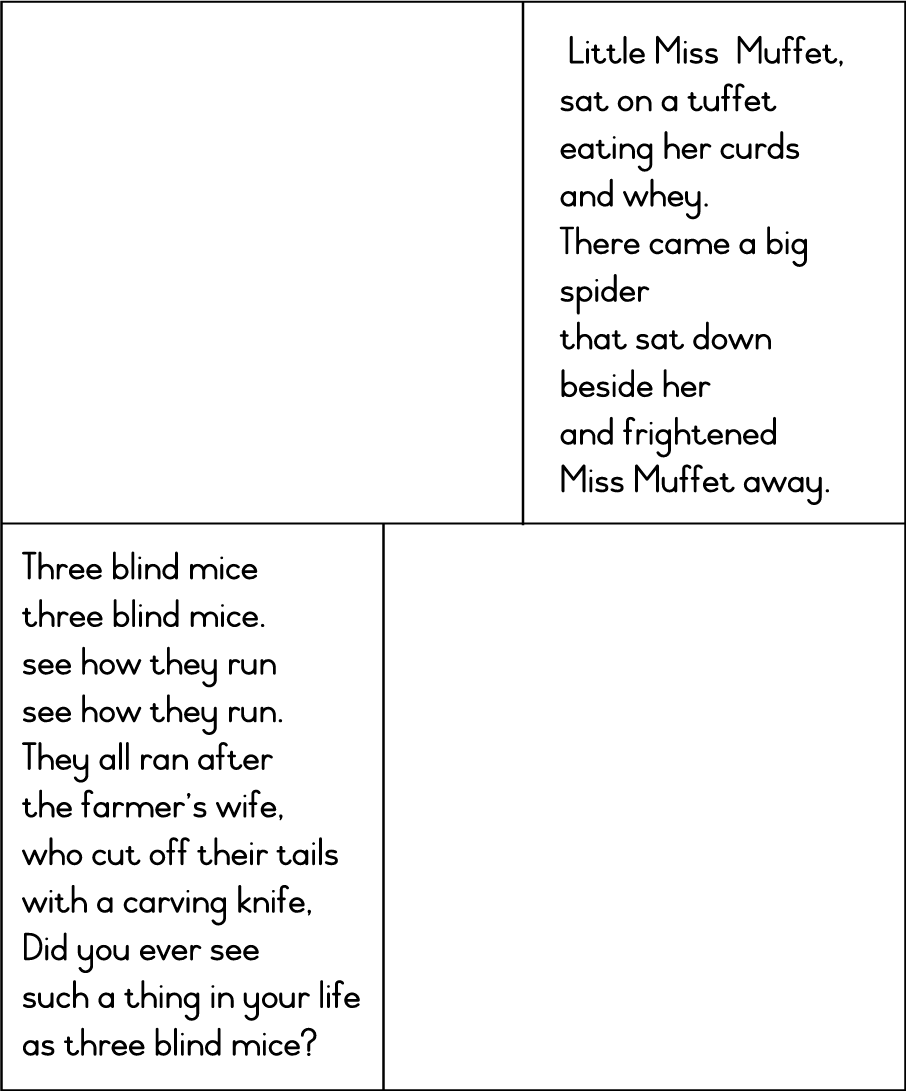 Little Miss  Muffet,
sat on a tuffet
eating her curds
and whey.
There came a big
spider
that sat down
beside her
and frightened
Miss Muffet away.
Three blind mice
three blind mice.
see how they run
see how they run.
They all ran after
the farmer's wife,
who cut off their tails
with a carving knife,
Did you ever see
such a thing in your life
as three blind mice?